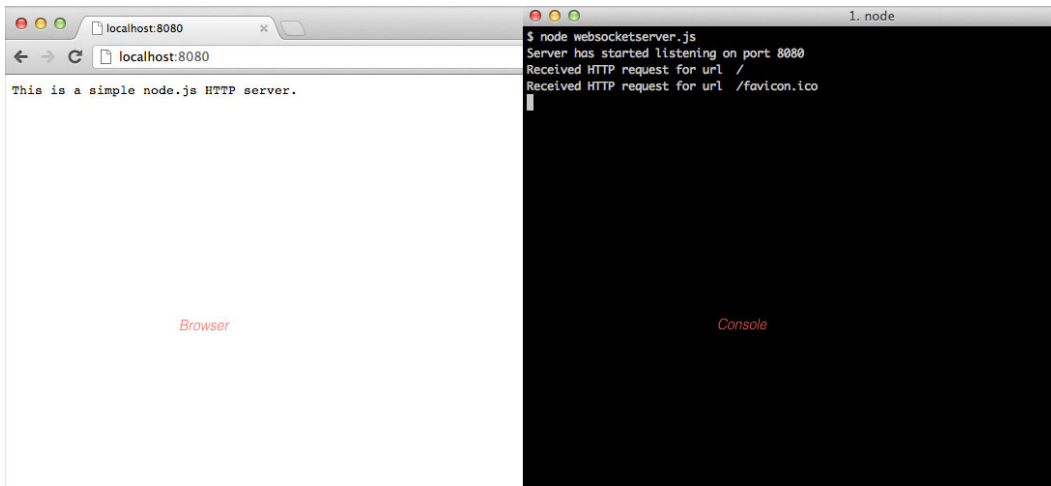 localhost:8080
localhost:8080
This is a simple node.js HTTP server.
Browser
1. node
$ node websocketserver.js
Server has started listening on port 8080
Received HTTP request for url  /
Received HTTP request for url  /favicon.ico
Console